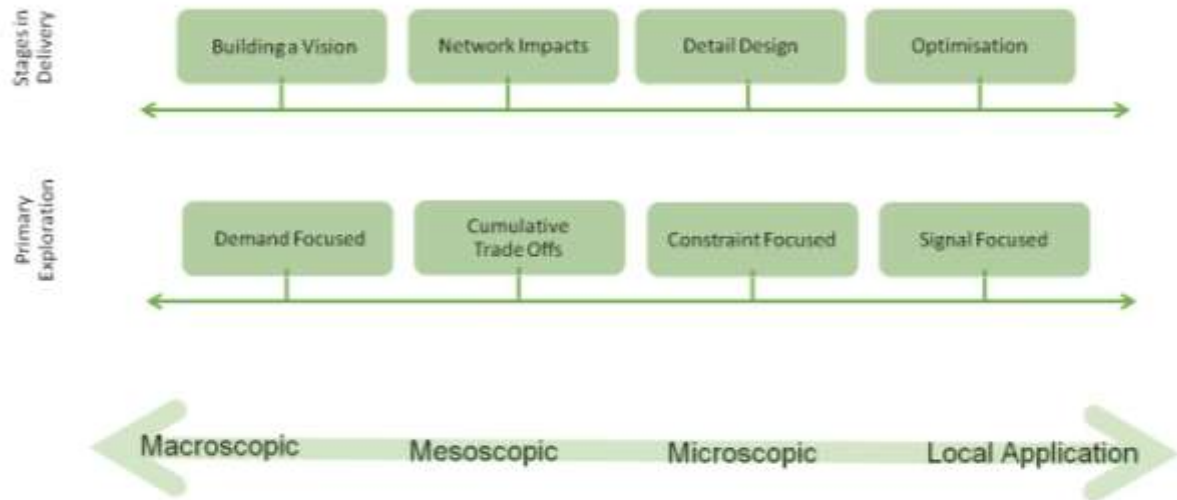 Stages in
Delivery
Building a Vision
Network Impacts
Detail Design
Optimisation
Primary
Exploration
Demand Focused
Cumulative
Trade Offs
Constraint Focused
Signal Focused
Macroscopic
Mesoscopic
Microscopic
Local Application